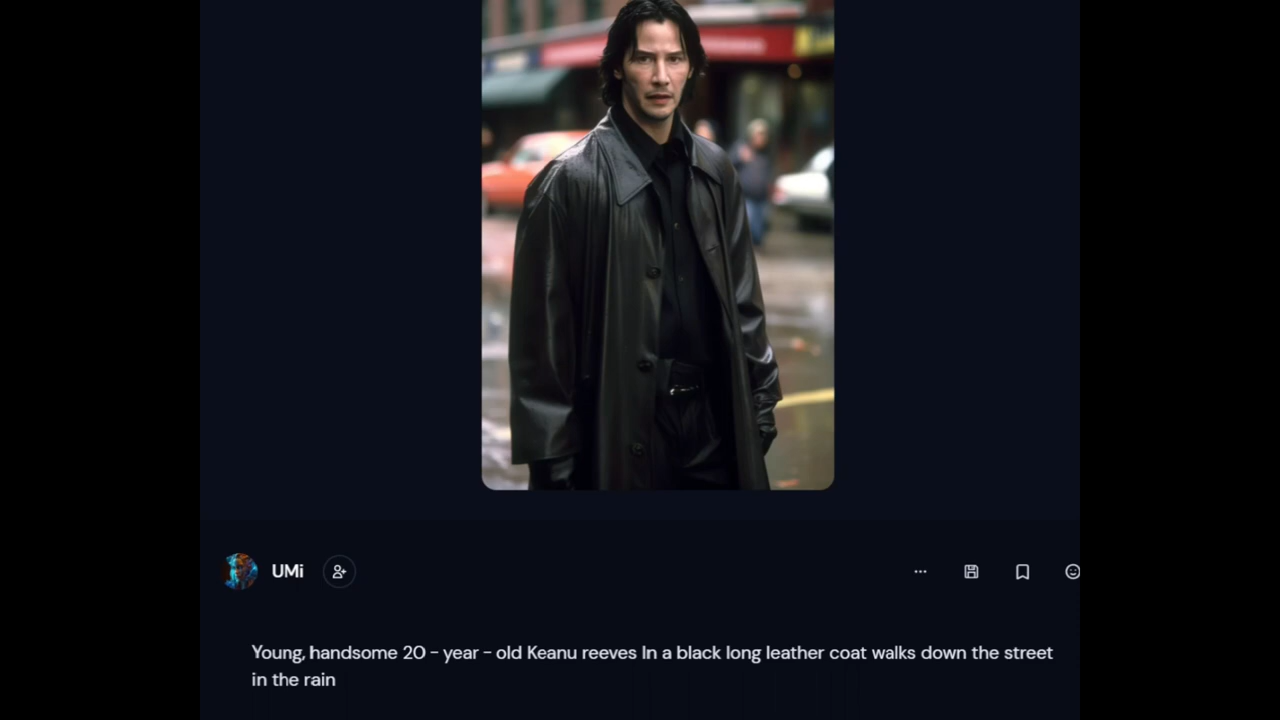 UMi
Young, handsome 20 - year - old Keanu reeves In a black long leather coat walks down the street
in the rain